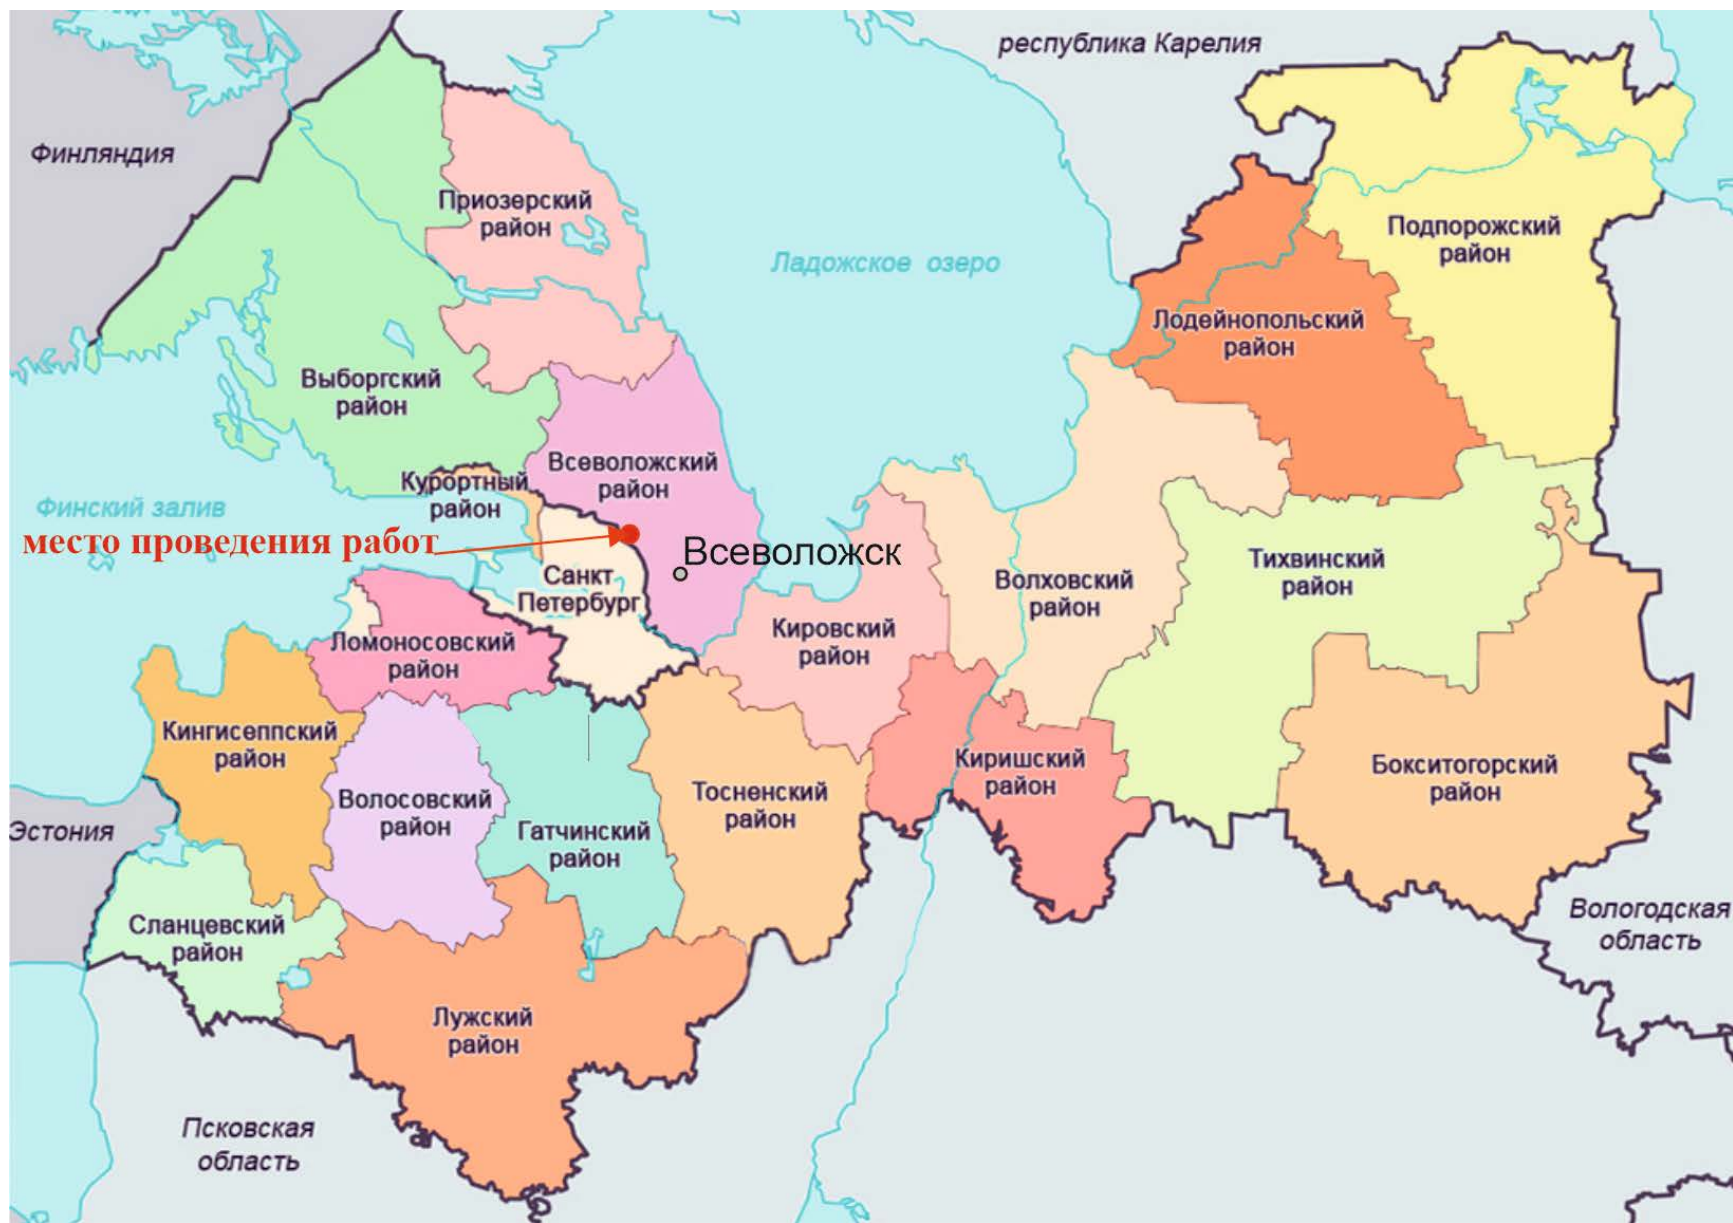 республика Карелия
Финляндия
Приозерский
район
Подпорожский
район
Ладожское озеро
Лодейнопольский
район
Выборгский
район
Всеволожский
район
Курортный
район
Финский залив
место проведения работ
Всеволожск
Санкт
Петербург
Волховский
район
Тихвинский
район
Кировский
район
Ломоносовский
район
Кингисеппский
район
Киришский
район
Бокситогорский
район
Волосовский
район
Тосненский
район
Гатчинский
район
Эстония
Сланцевский
район
Вологодская
область
Лужский
район
Псковская
область